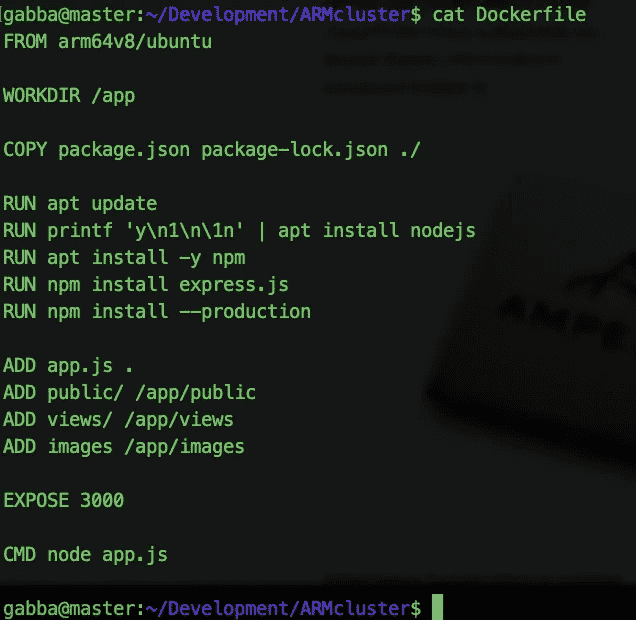 [gabba@master:~/Development/ARMcluster$ cat Dockerfile
FROM arm64v8/ubuntu
WORKDIR /app
COPY package.json package-lock.json ./
RUN apt update
RUN printf 'y\n1\n\1n' | apt install nodejs
RUN apt install -y npm
RUN npm install express.js
RUN npm install --production
ADD app.js .
ADD public/ /app/public
ADD views/ /app/views
ADD images /app/images
EXPOSE 3000
CMD node app.js
gabba@master:~/Development/ARMcluster$